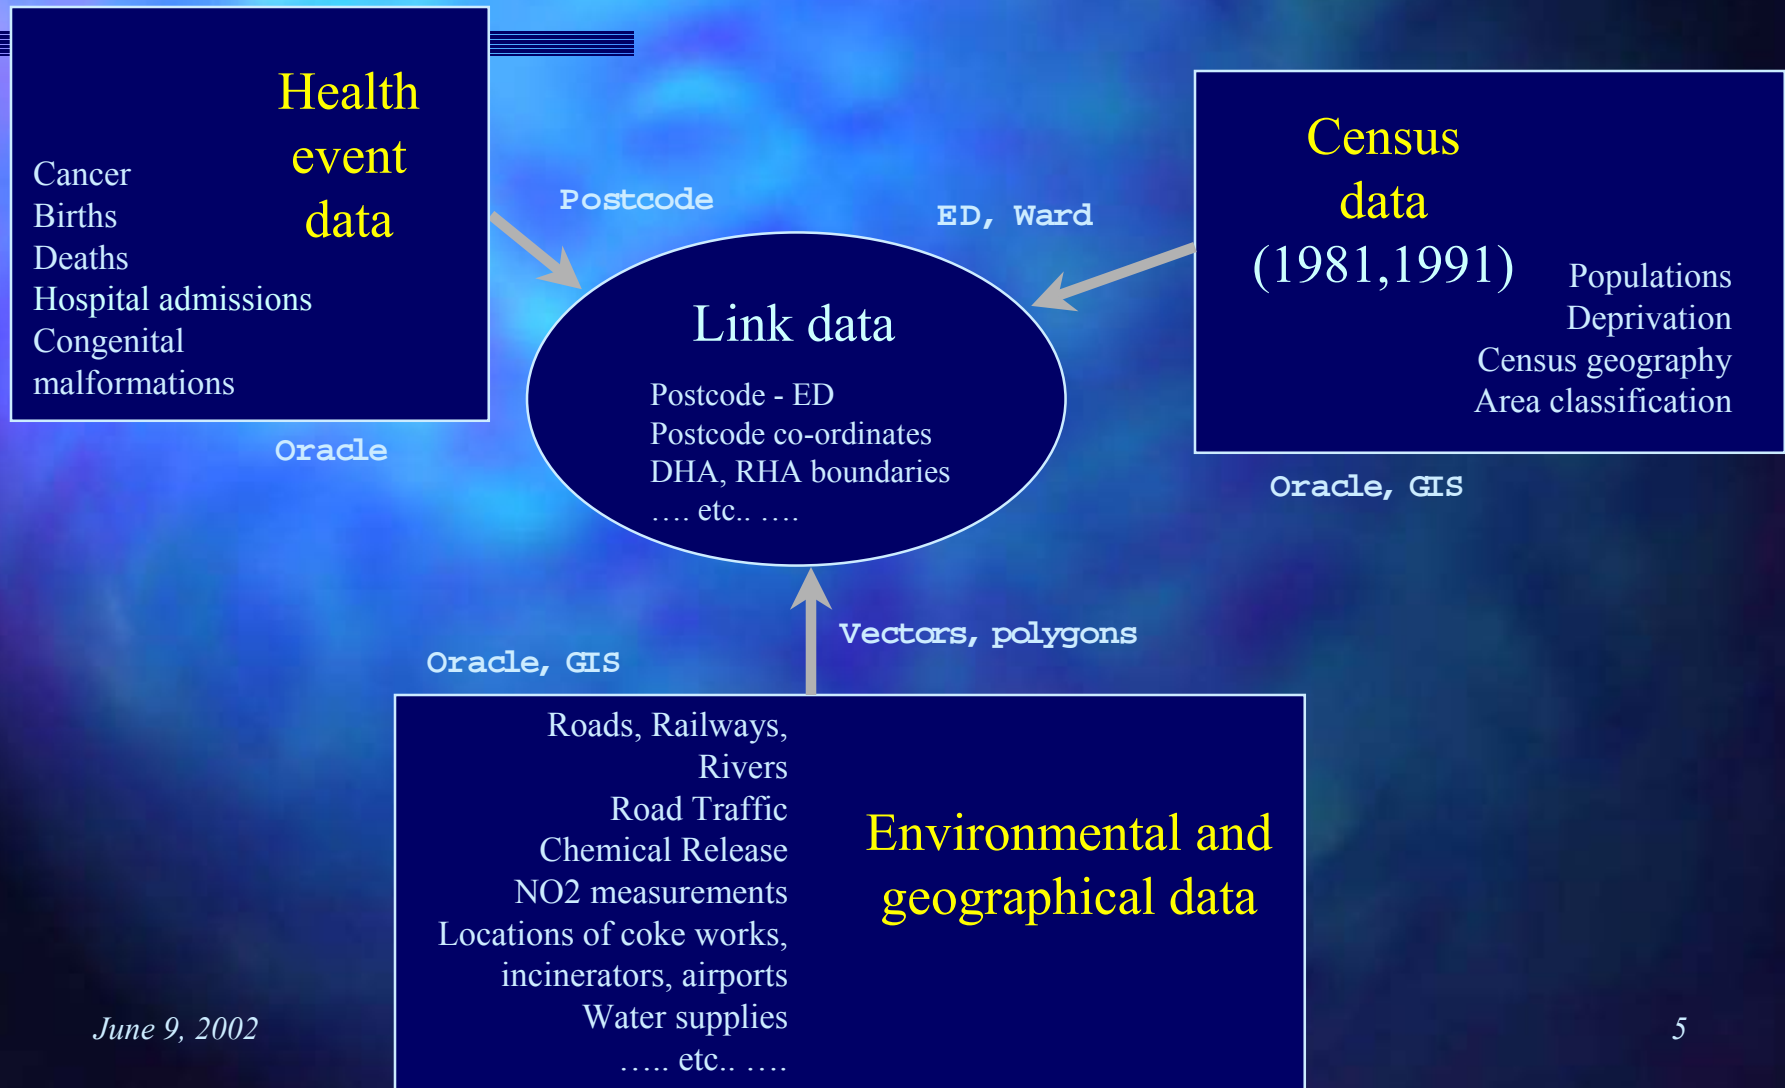 Health
event
data
Cancer
Births
Deaths
Hospital admissions
Congenital
malformations
Oracle
Postcode
ED, Ward
Census
data
(1981,1991)
Populations
Deprivation
Census geography
Area classification
Oracle, GIS
Link data
Postcode - ED
Postcode co-ordinates
DHA, RHA boundaries
…. etc.. ….
Vectors, polygons
Oracle, GIS
Roads, Railways,
Rivers
Road Traffic
Chemical Release
NO2 measurements
Locations of coke works,
incinerators, airports
Water supplies
….. etc.. ….
Environmental and
geographical data
June 9, 2002
5